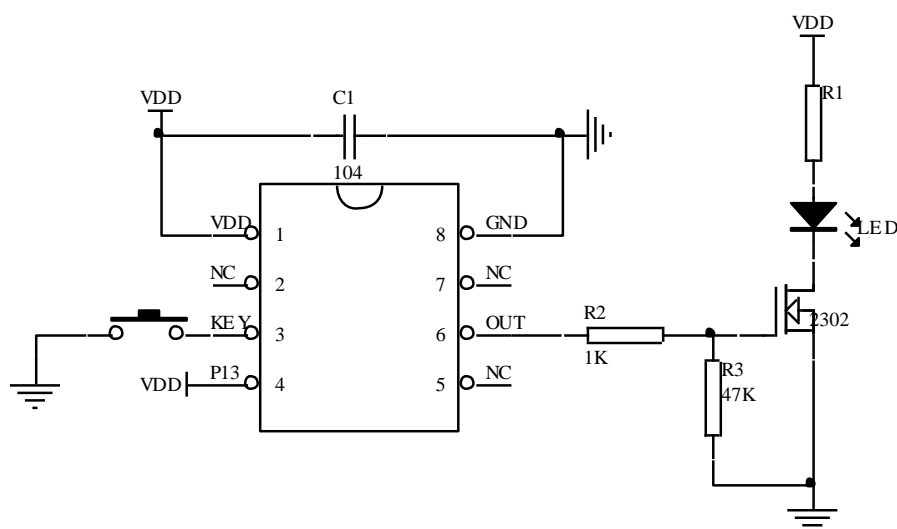 VDD
R1
VDD
C1
104
VDD
1
8
GND
LED
NC
2
7
NC
KEY
3
6
OUT
R2
1K
2302
VDD
P13
4
5
NC
R3
47K